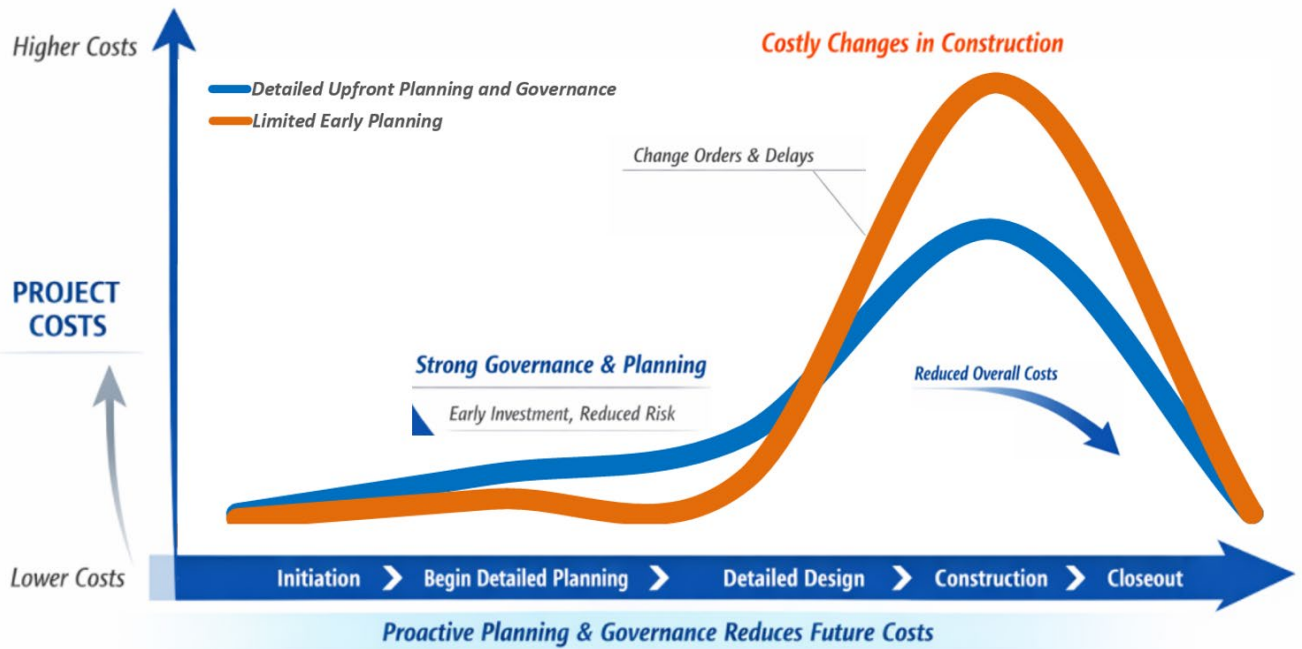 Higher Costs
Costly Changes in Construction
Detailed Upfront Planning and Governance
Limited Early Planning
Change Orders & Delays
PROJECT
COSTS
Strong Governance & Planning
Early Investment, Reduced Risk
Reduced Overall Costs
Lower Costs
Initiation
Begin Detailed Planning
Detailed Design
Construction
Closeout
Proactive Planning & Governance Reduces Future Costs